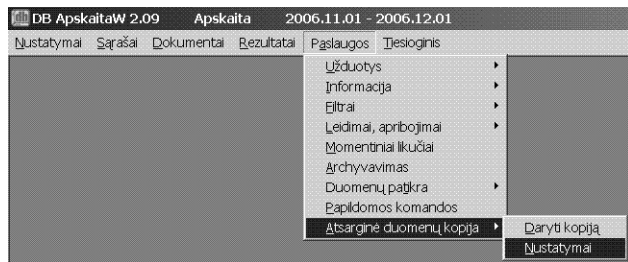 DB ApskaitaW 2.09 Apskaita 2006.11.01 - 2006.12.01
Nustatymai Sąrašai Dokumentai Rezultatai Paslaugos Tiesioginis
Užduotys
Informacija
Filtrai
Leidimai, apribojimai
Momentiniai likučiai
Archyvavimas
Duomenų patikra
Papildomos komandos
Atsarginė duomenų kopija
Daryti kopiją
Nustatymai